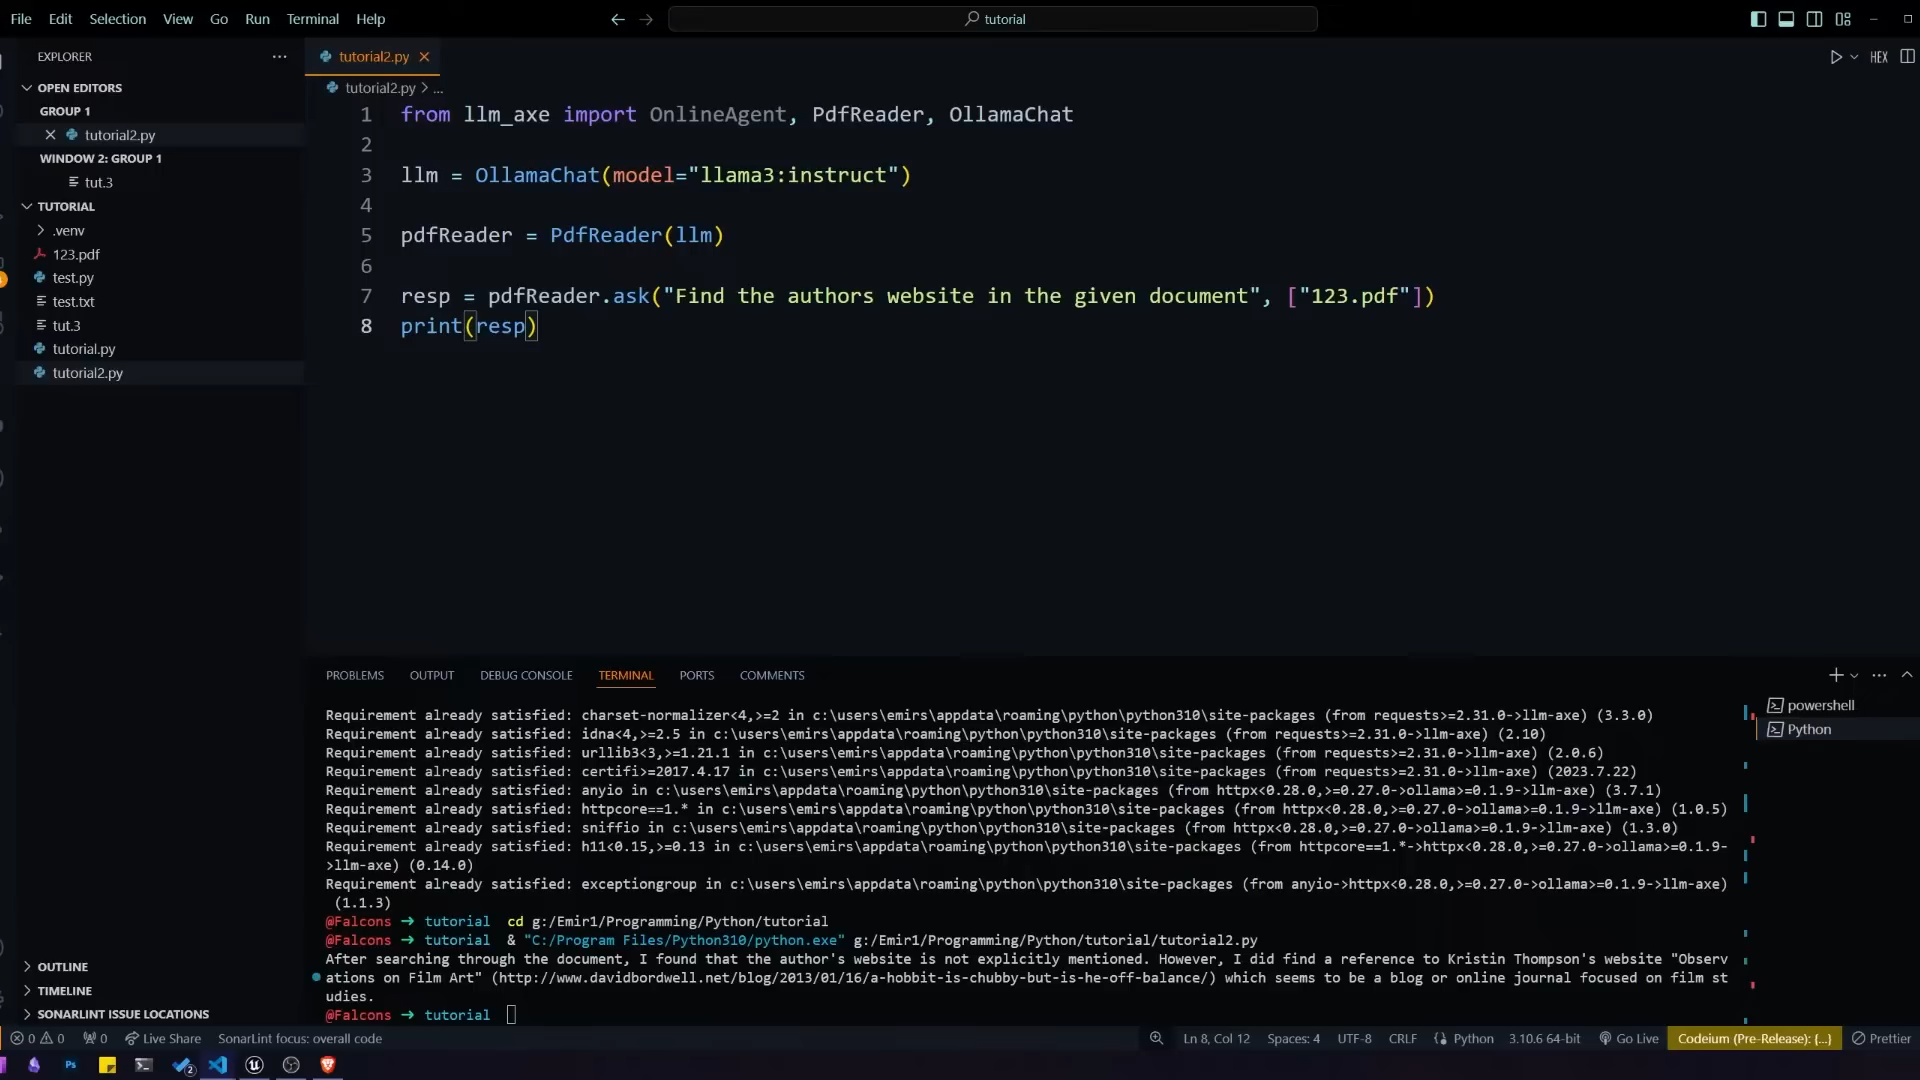 File Edit Selection View Go Run Terminal Help
tutorial
EXPLORER
OPEN EDITORS
GROUP 1
tutorial2.py
WINDOW 2: GROUP 1
tut.3
TUTORIAL
.venv
123.pdf
test.py
test.txt
tut.3
tutorial.py
tutorial2.py
OUTLINE
TIMELINE
SONARLINT ISSUE LOCATIONS
tutorial2.py
HEX
tutorial2.py > ...
1 from llm_axe import OnlineAgent, PdfReader, OllamaChat
2
3 llm = OllamaChat(model="llama3:instruct")
4
5 pdfReader = PdfReader(llm)
6
7 resp = pdfReader.ask("Find the authors website in the given document", ["123.pdf"])
8 print(resp)
PROBLEMS OUTPUT DEBUG CONSOLE TERMINAL PORTS COMMENTS
Requirement already satisfied: charset-normalizer<4,>=2 in c:\users\emirs\appdata\roaming\python\python310\site-packages (from requests>=2.31.0->llm-axe) (3.3.0)
Requirement already satisfied: idna<4,>=2.5 in c:\users\emirs\appdata\roaming\python\python310\site-packages (from requests>=2.31.0->llm-axe) (2.10)
Requirement already satisfied: urllib3<3,>=1.21.1 in c:\users\emirs\appdata\roaming\python\python310\site-packages (from requests>=2.31.0->llm-axe) (2.0.6)
Requirement already satisfied: certifi>=2017.4.17 in c:\users\emirs\appdata\roaming\python\python310\site-packages (from requests>=2.31.0->llm-axe) (2023.7.22)
Requirement already satisfied: anyio in c:\users\emirs\appdata\roaming\python\python310\site-packages (from httpx<0.28.0,>=0.27.0->ollama>=0.1.9->llm-axe) (3.7.1)
Requirement already satisfied: httpcore==1.* in c:\users\emirs\appdata\roaming\python\python310\site-packages (from httpx<0.28.0,>=0.27.0->ollama>=0.1.9->llm-axe) (1.0.5)
Requirement already satisfied: sniffio in c:\users\emirs\appdata\roaming\python\python310\site-packages (from httpx<0.28.0,>=0.27.0->ollama>=0.1.9->llm-axe) (1.3.0)
Requirement already satisfied: h11<0.15,>=0.13 in c:\users\emirs\appdata\roaming\python\python310\site-packages (from httpcore==1.*->httpx<0.28.0,>=0.27.0->ollama>=0.1.9-
>llm-axe) (0.14.0)
Requirement already satisfied: exceptiongroup in c:\users\emirs\appdata\roaming\python\python310\site-packages (from anyio->httpx<0.28.0,>=0.27.0->ollama>=0.1.9->llm-axe)
(1.1.3)
@Falcons → tutorial cd g:/Emir1/Programming/Python/tutorial
@Falcons → tutorial & "C:/Program Files/Python310/python.exe" g:/Emir1/Programming/Python/tutorial/tutorial2.py
After searching through the document, I found that the author's website is not explicitly mentioned. However, I did find a reference to Kristin Thompson's website "Observ
ations on Film Art" (http://www.davidbordwell.net/blog/2013/01/16/a-hobbit-is-chubby-but-is-he-off-balance/) which seems to be a blog or online journal focused on film st
udies.
@Falcons → tutorial
powershell
Python
0 0 0 Live Share SonarLint focus: overall code Ln 8, Col 12 Spaces: 4 UTF-8 CRLF Python 3.10.6 64-bit Go Live Codeium (Pre-Release): {...} Prettier
Ps 2